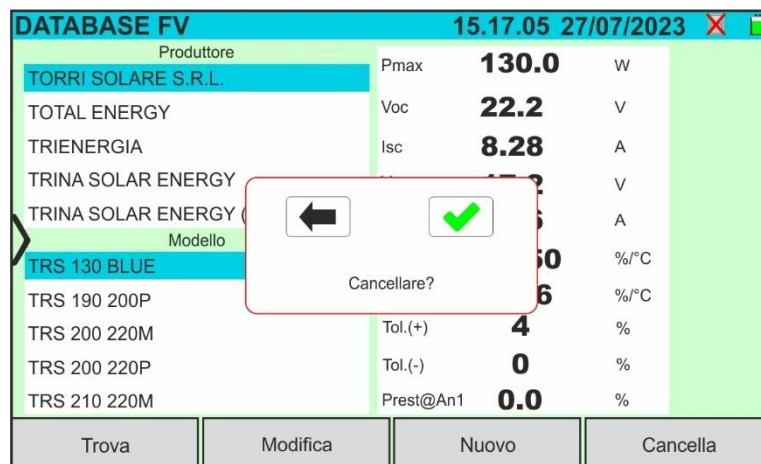 DATABASE FV 15.17.05 27/07/2023
Produttore
TORRI SOLARE S.R.L.
TOTAL ENERGY
TRIENERGIA
TRINA SOLAR ENERGY
TRINA SOLAR ENERGY (
Modello
TRS 130 BLUE
TRS 190 200P
TRS 200 220M
TRS 200 220P
TRS 210 220M
Pmax 130.0 W
Voc 22.2 V
Isc 8.28 A
V
A
%/°C
%/°C
Tol.(+) 4 %
Tol.(-) 0 %
Prest@An1 0.0 %
Cancellare?
Trova Modifica Nuovo Cancella